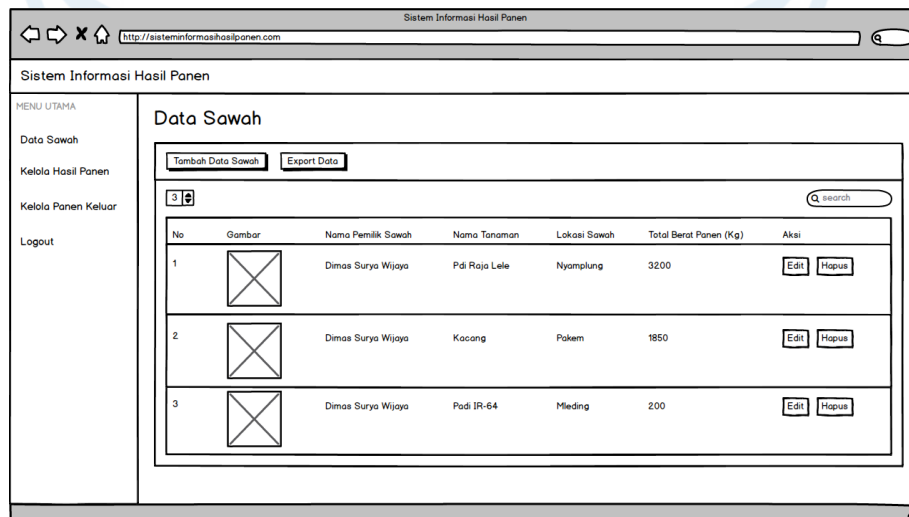 Sistem Informasi Hasil Panen
http://sisteminformasihasilpanen.com
Sistem Informasi Hasil Panen
MENU UTAMA
Data Sawah
Kelola Hasil Panen
Kelola Panen Keluar
Logout
Data Sawah
Tambah Data Sawah Export Data
3 search
No Gambar Nama Pemilik Sawah Nama Tanaman Lokasi Sawah Total Berat Panen (Kg) Aksi
1 Dimas Surya Wijaya Pdi Raja Lele Nyamplung 3200 Edit Hapus
2 Dimas Surya Wijaya Kacang Pakem 1850 Edit Hapus
3 Dimas Surya Wijaya Padi IR-64 Mleding 200 Edit Hapus